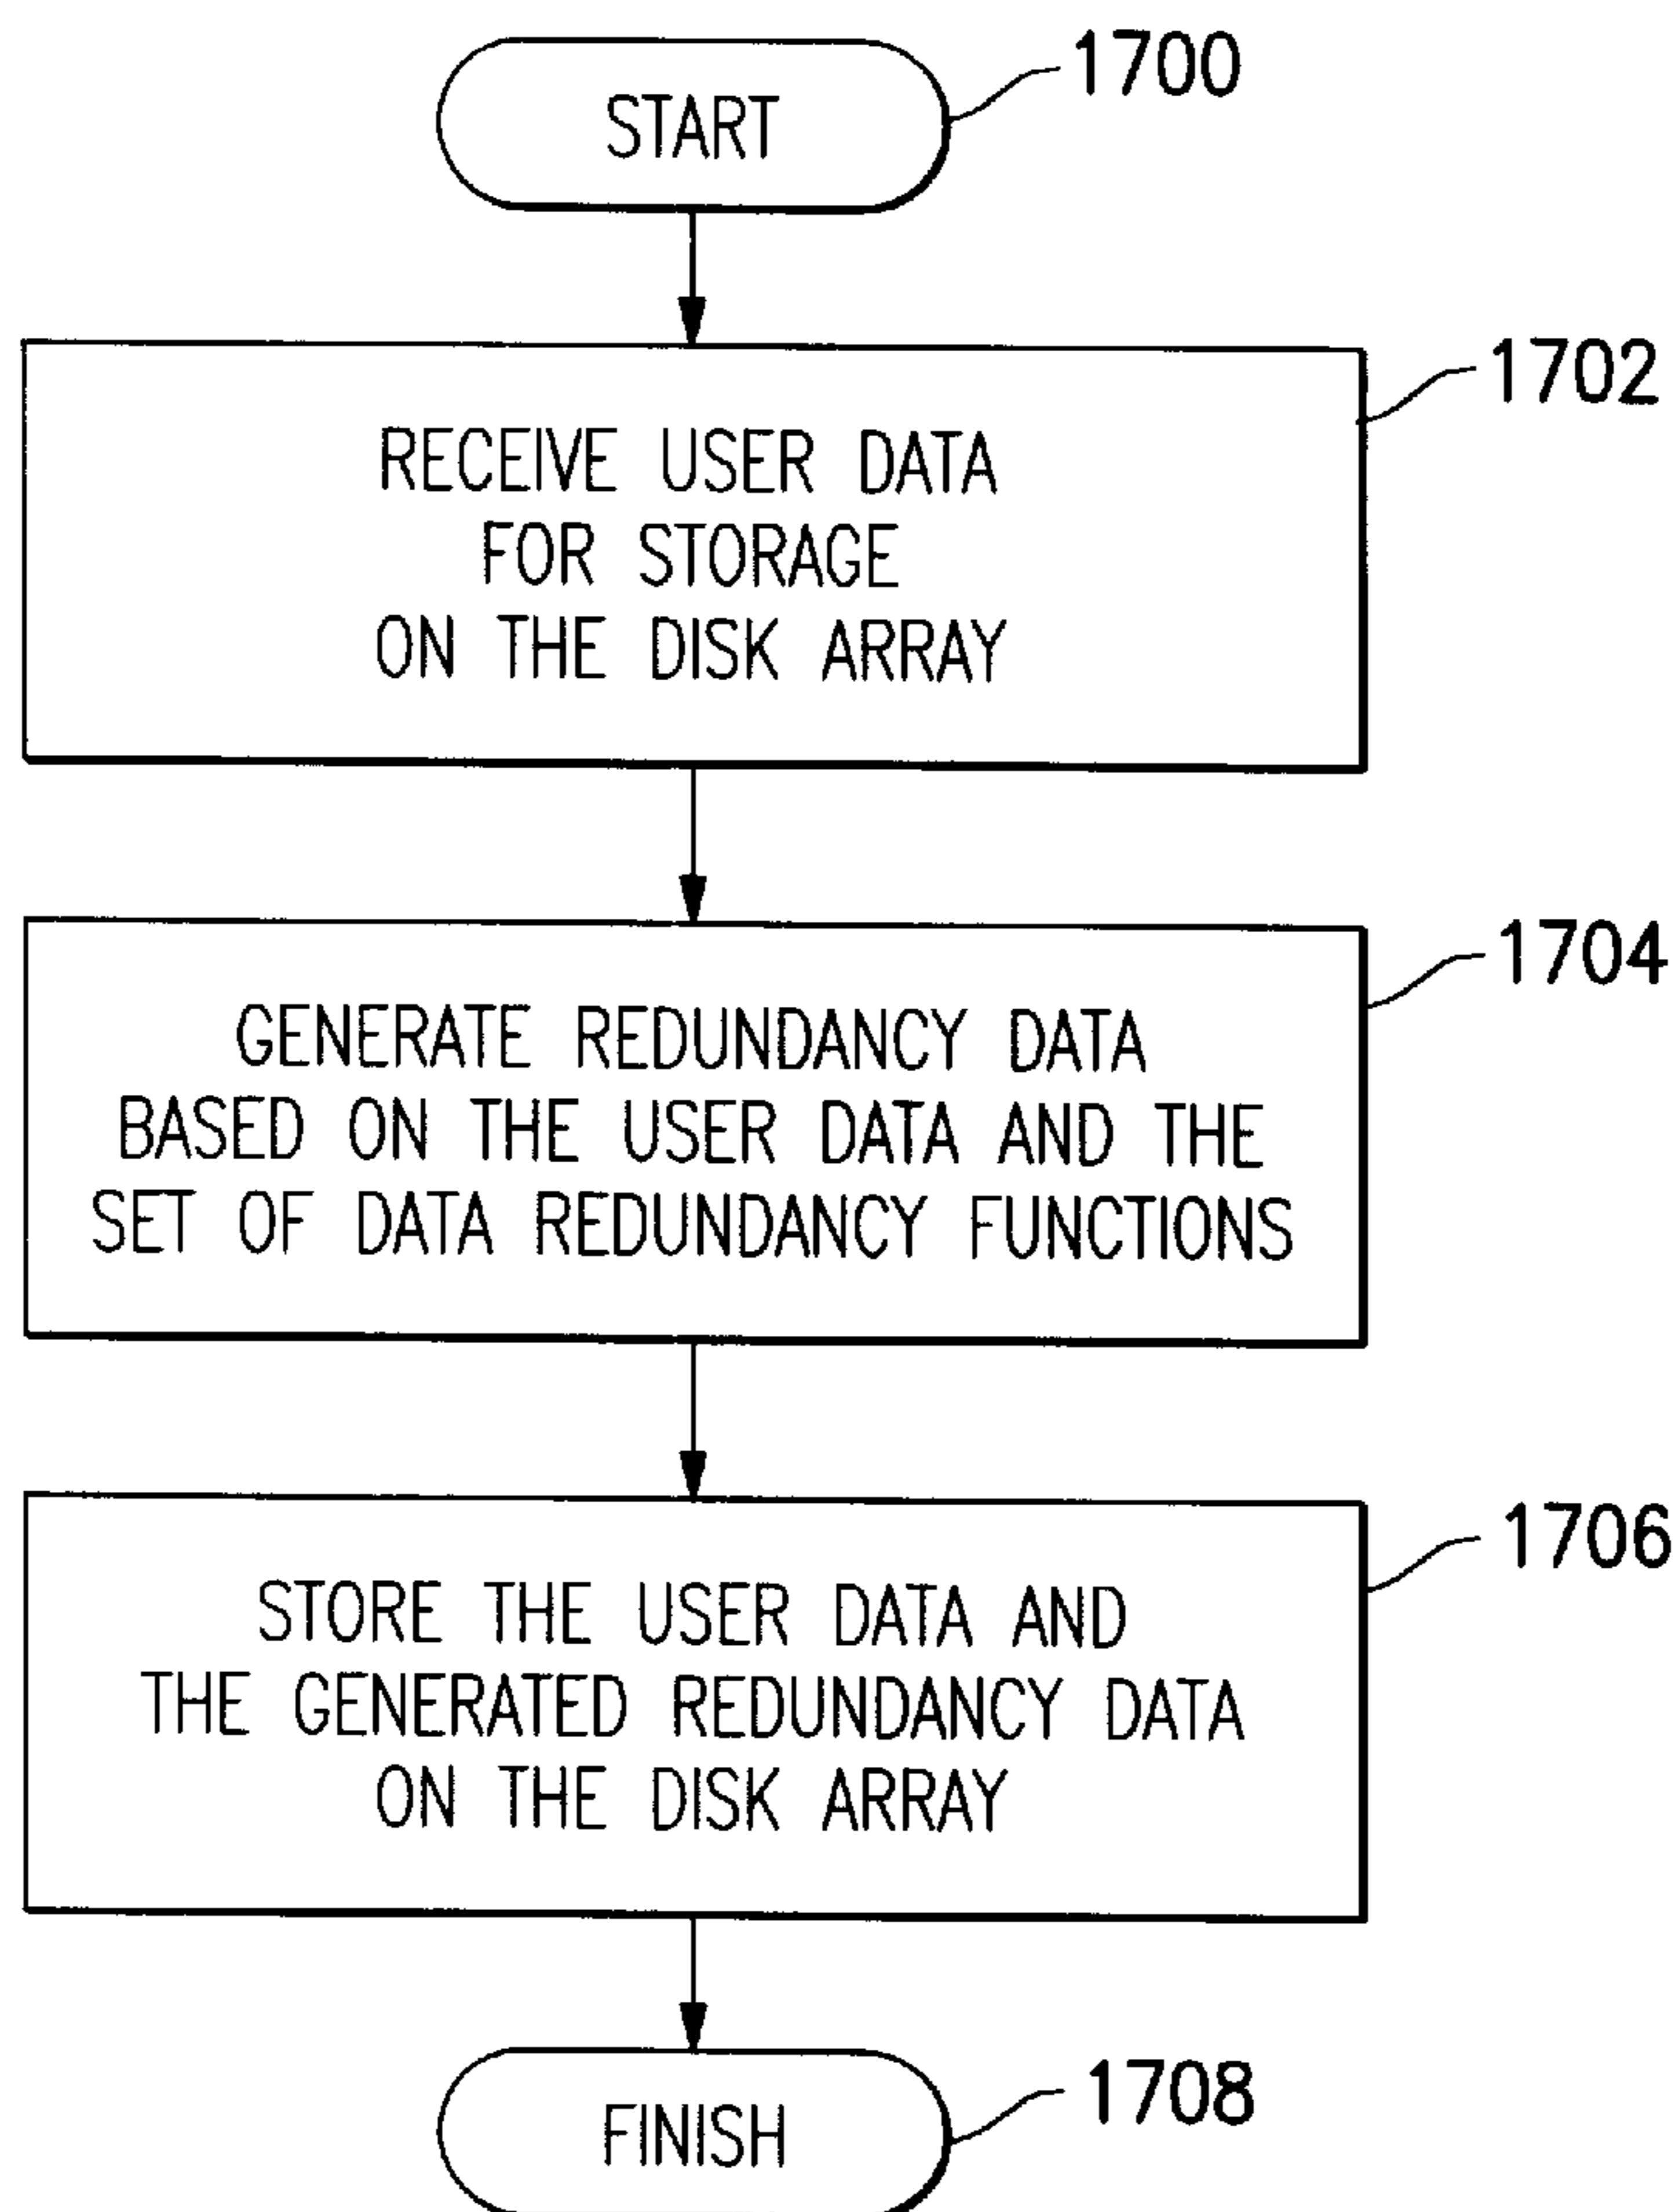 START
1700
1702
RECEIVE USER DATA
FOR STORAGE
ON THE DISK ARRAY
1704
GENERATE REDUNDANCY DATA
BASED ON THE USER DATA AND THE
SET OF DATA REDUNDANCY FUNCTIONS
1706
STORE THE USER DATA AND
THE GENERATED REDUNDANCY DATA
ON THE DISK ARRAY
1708
FINISH